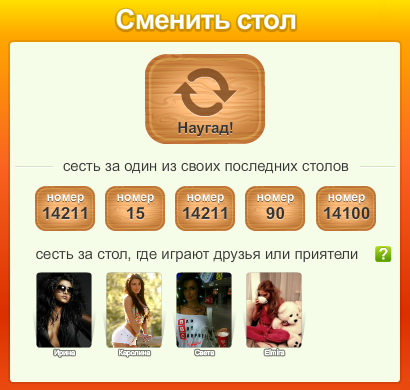 Сменить стол
Наугад!
сесть за один из своих последних столов
номер номер номер номер номер
14211 15 14211 90 14100
сесть за стол, где играют друзья или приятели ?
Ирина Каролина Света Elmira